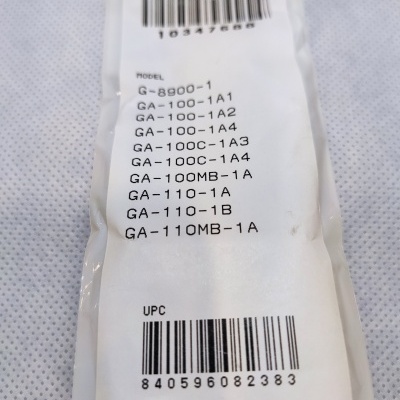 10347688
MODEL
G-8900-1
GA-100-1A1
GA-100-1A2
GA-100-1A4
GA-100C-1A3
GA-100C-1A4
GA-100MB-1A
GA-110-1A
GA-110-1B
GA-110MB-1A
UPC
840596082383